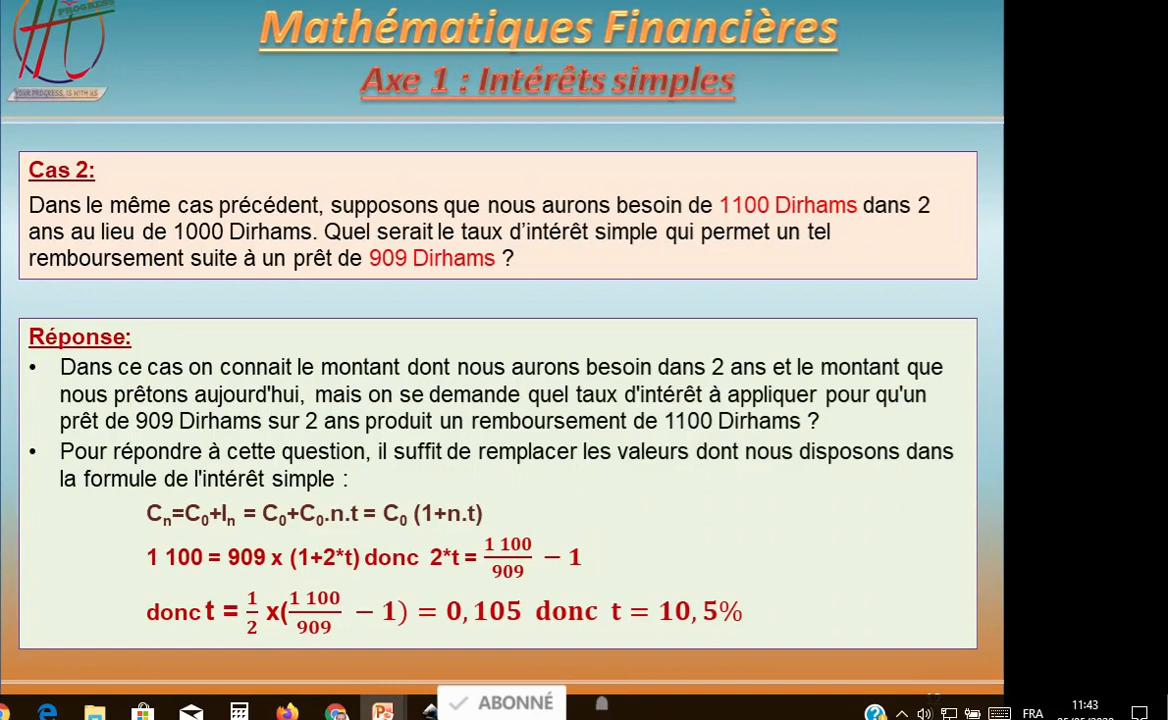 PROGRESS
YOUR PROGRESS, IS WITH US
Mathématiques Financières
Axe 1 : Intérêts simples
Cas 2:
Dans le même cas précédent, supposons que nous aurons besoin de 1100 Dirhams dans 2
ans au lieu de 1000 Dirhams. Quel serait le taux d'intérêt simple qui permet un tel
remboursement suite à un prêt de 909 Dirhams ?
Réponse:
• Dans ce cas on connait le montant dont nous aurons besoin dans 2 ans et le montant que
nous prêtons aujourd'hui, mais on se demande quel taux d'intérêt à appliquer pour qu'un
prêt de 909 Dirhams sur 2 ans produit un remboursement de 1100 Dirhams ?
• Pour répondre à cette question, il suffit de remplacer les valeurs dont nous disposons dans
la formule de l'intérêt simple :
Cₙ=C₀+Iₙ = C₀+C₀.n.t = C₀ (1+n.t)
1 100 = 909 x (1+2*t) donc 2*t = 1 100/909 − 1
donc t = 1/2 x(1 100/909 − 1) = 0,105 donc t = 10,5%
ABONNÉ
FRA
11:43